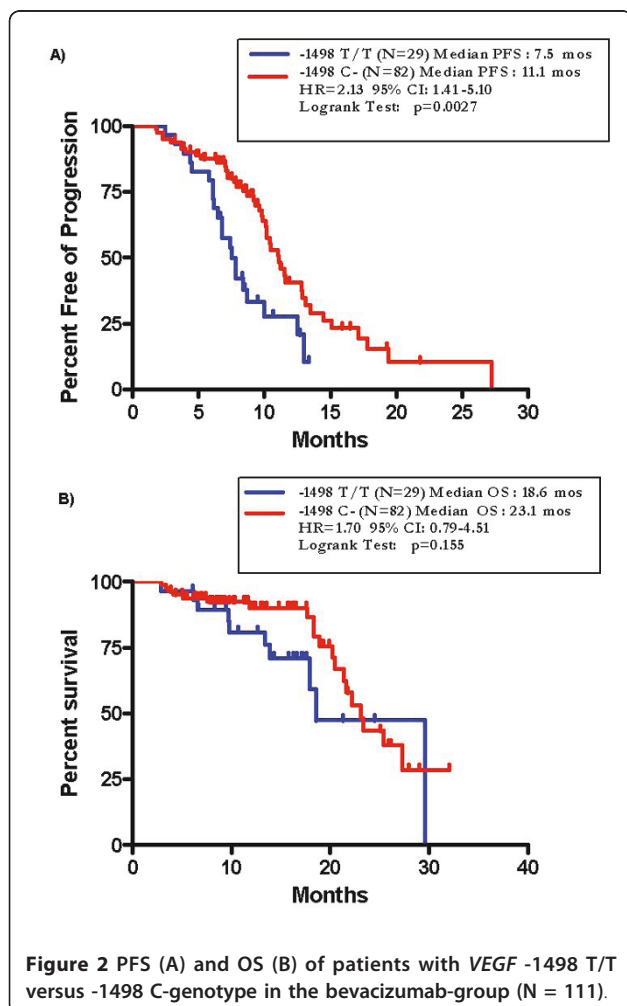 A)
-1498 T/T (N=29) Median PFS : 7.5 mos
-1498 C- (N=82) Median PFS : 11.1 mos
HR=2.13 95% CI: 1.41-5.10
Logrank Test: p=0.0027
100
75
50
25
0
Percent Free of Progression
0 5 10 15 20 25 30
Months
B)
-1498 T/T (N=29) Median OS : 18.6 mos
-1498 C- (N=82) Median OS : 23.1 mos
HR=1.70 95% CI: 0.79-4.51
Logrank Test: p=0.155
100
75
50
25
0
Percent survival
0 10 20 30 40
Months
Figure 2 PFS (A) and OS (B) of patients with VEGF -1498 T/T
versus -1498 C-genotype in the bevacizumab-group (N = 111).